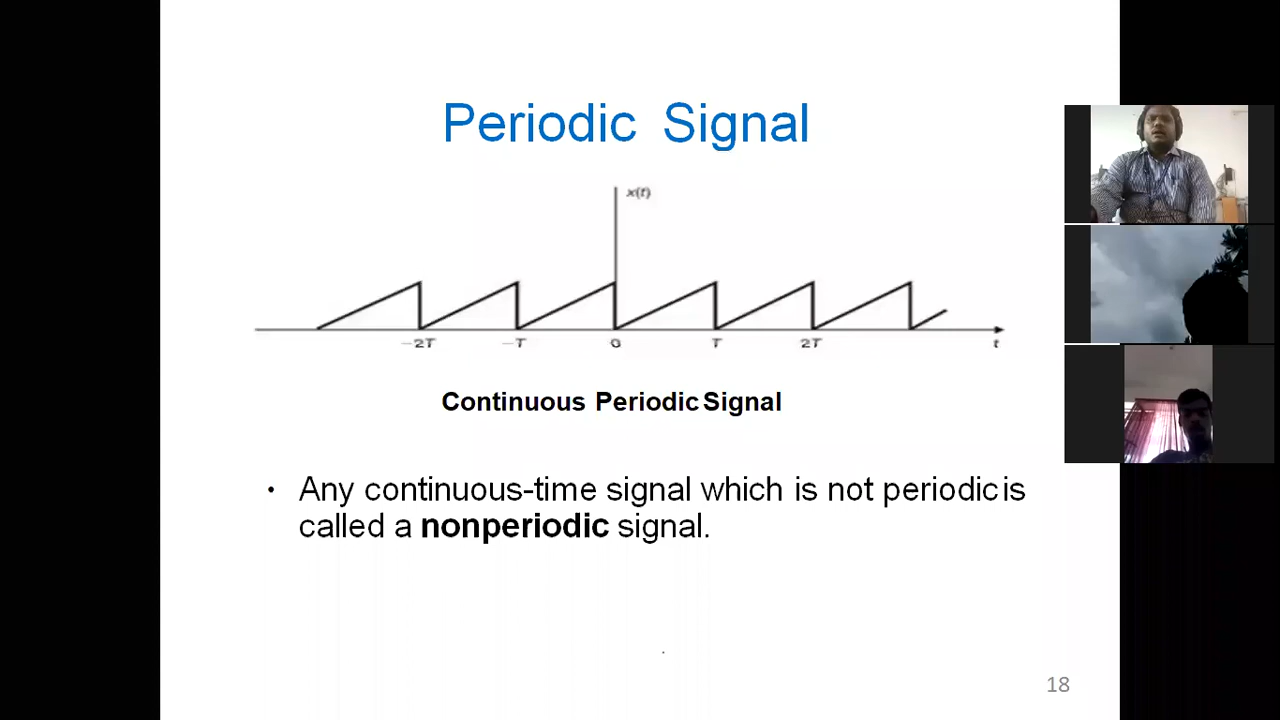 Periodic Signal
x(t)
−2T −T 0 T 2T t
Continuous Periodic Signal
• Any continuous-time signal which is not periodic is
called a nonperiodic signal.
18